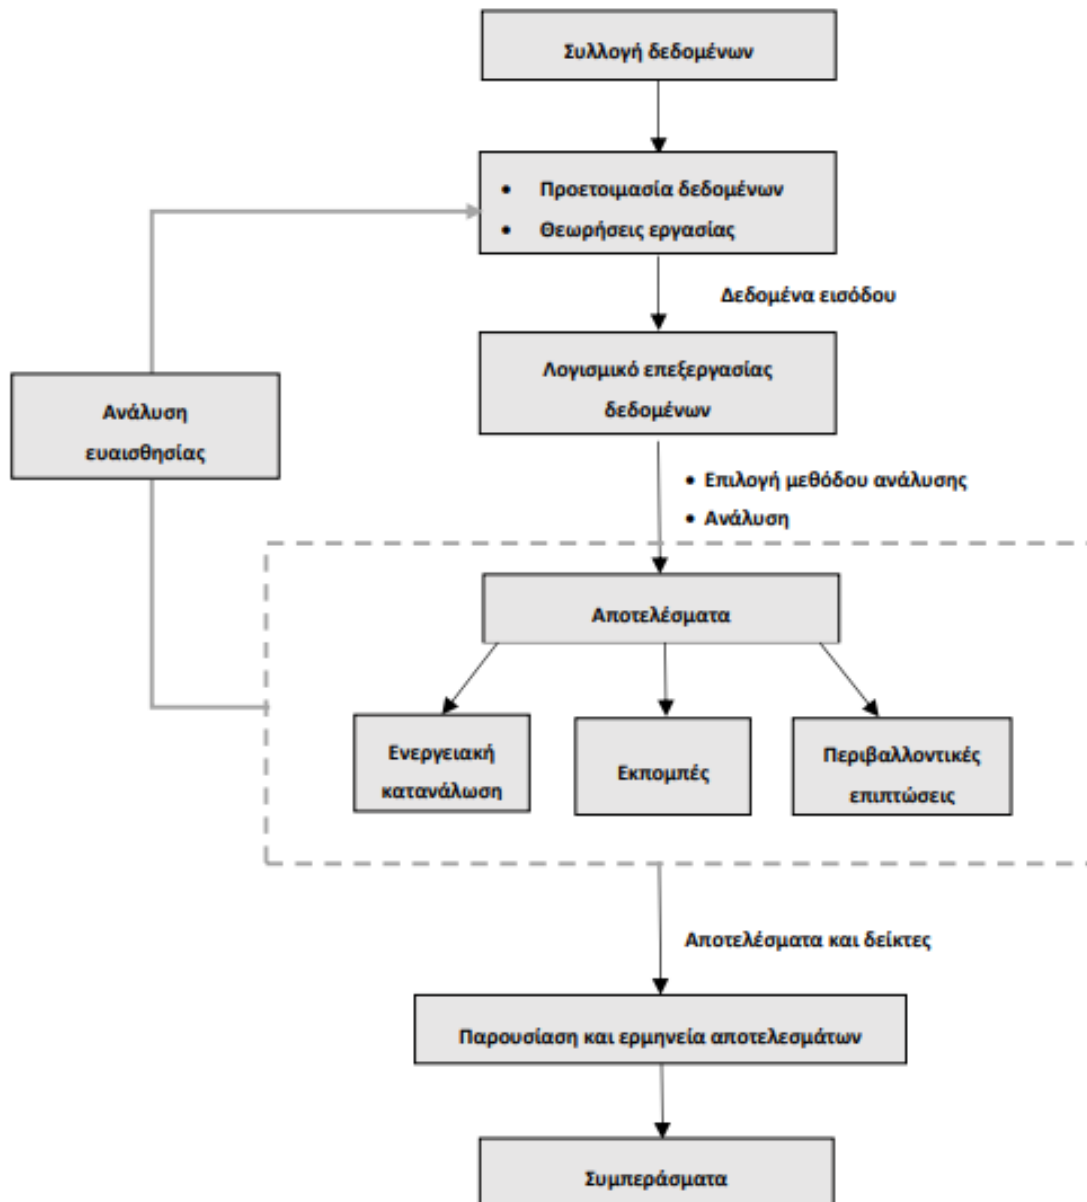 Συλλογή δεδομένων
• Προετοιμασία δεδομένων
• Θεωρήσεις εργασίας
Δεδομένα εισόδου
Λογισμικό επεξεργασίας
δεδομένων
Ανάλυση
ευαισθησίας
• Επιλογή μεθόδου ανάλυσης
• Ανάλυση
Αποτελέσματα
Ενεργειακή
κατανάλωση
Εκπομπές
Περιβαλλοντικές
επιπτώσεις
Αποτελέσματα και δείκτες
Παρουσίαση και ερμηνεία αποτελεσμάτων
Συμπεράσματα